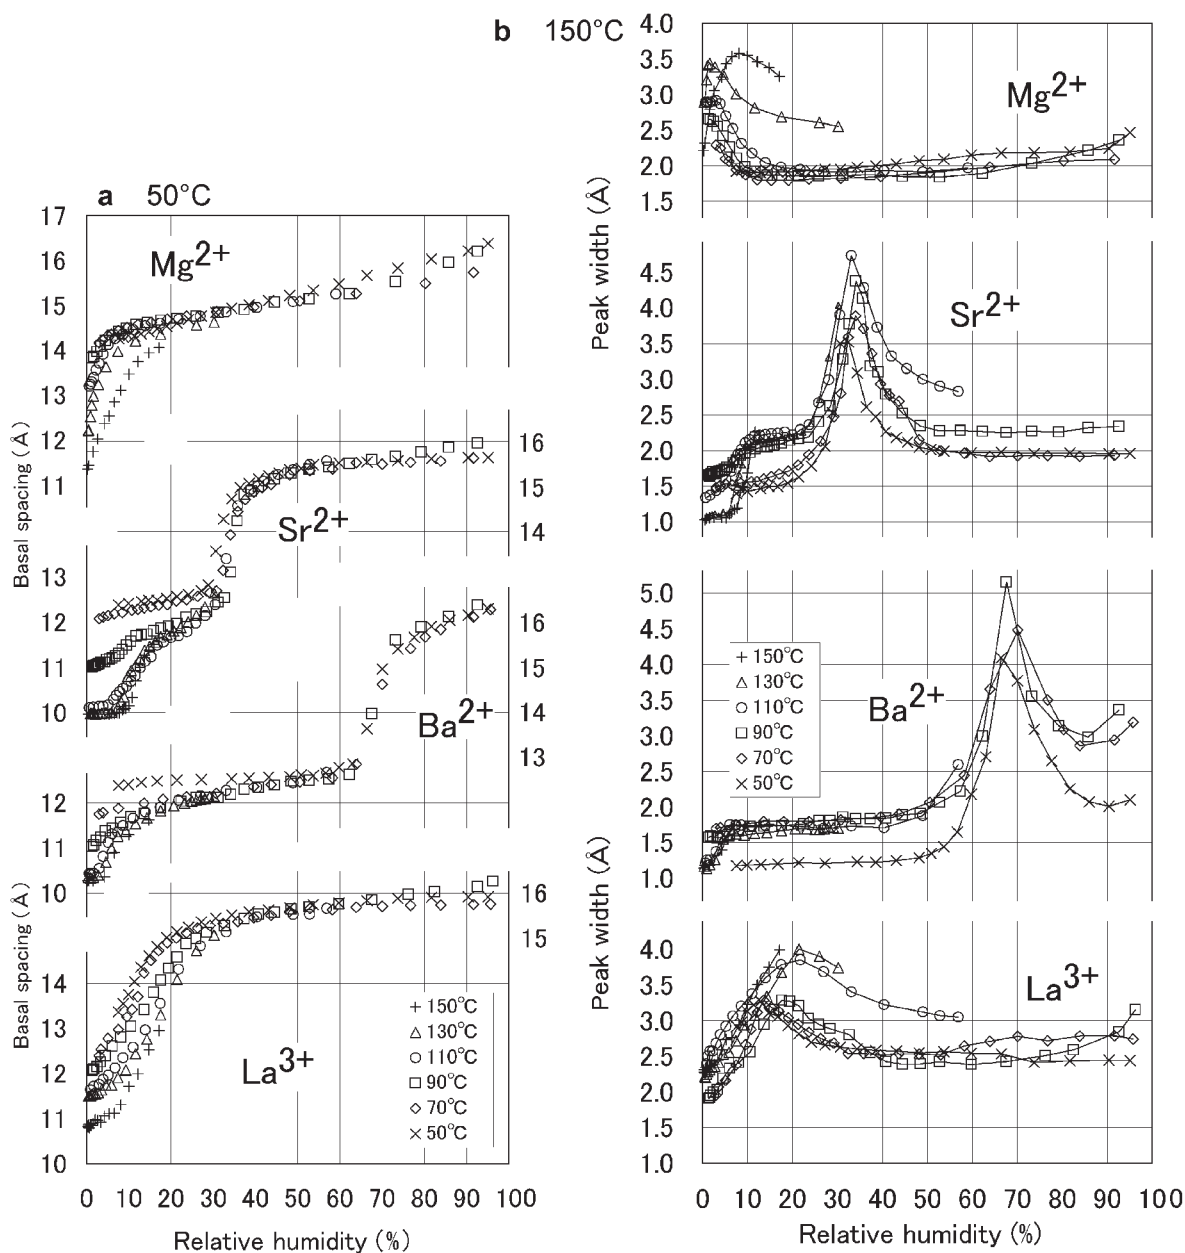 a 50°C
17
16
15
14
13
12
11
Basal spacing (Å)
Mg2+
16
15
14
Sr2+
13
12
11
10
16
15
14
13
Ba2+
12
11
10
Basal spacing (Å)
16
15
14
13
12
11
10
La3+
150°C
130°C
110°C
90°C
70°C
50°C
0 10 20 30 40 50 60 70 80 90 100
Relative humidity (%)
b 150°C
4.0
3.5
3.0
2.5
2.0
1.5
Peak width (Å)
Mg2+
4.5
4.0
3.5
3.0
2.5
2.0
1.5
1.0
Sr2+
5.0
4.5
4.0
3.5
3.0
2.5
2.0
1.5
1.0
150°C
130°C
110°C
90°C
70°C
50°C
Ba2+
Peak width (Å)
4.0
3.5
3.0
2.5
2.0
1.5
1.0
La3+
0 10 20 30 40 50 60 70 80 90 100
Relative humidity (%)